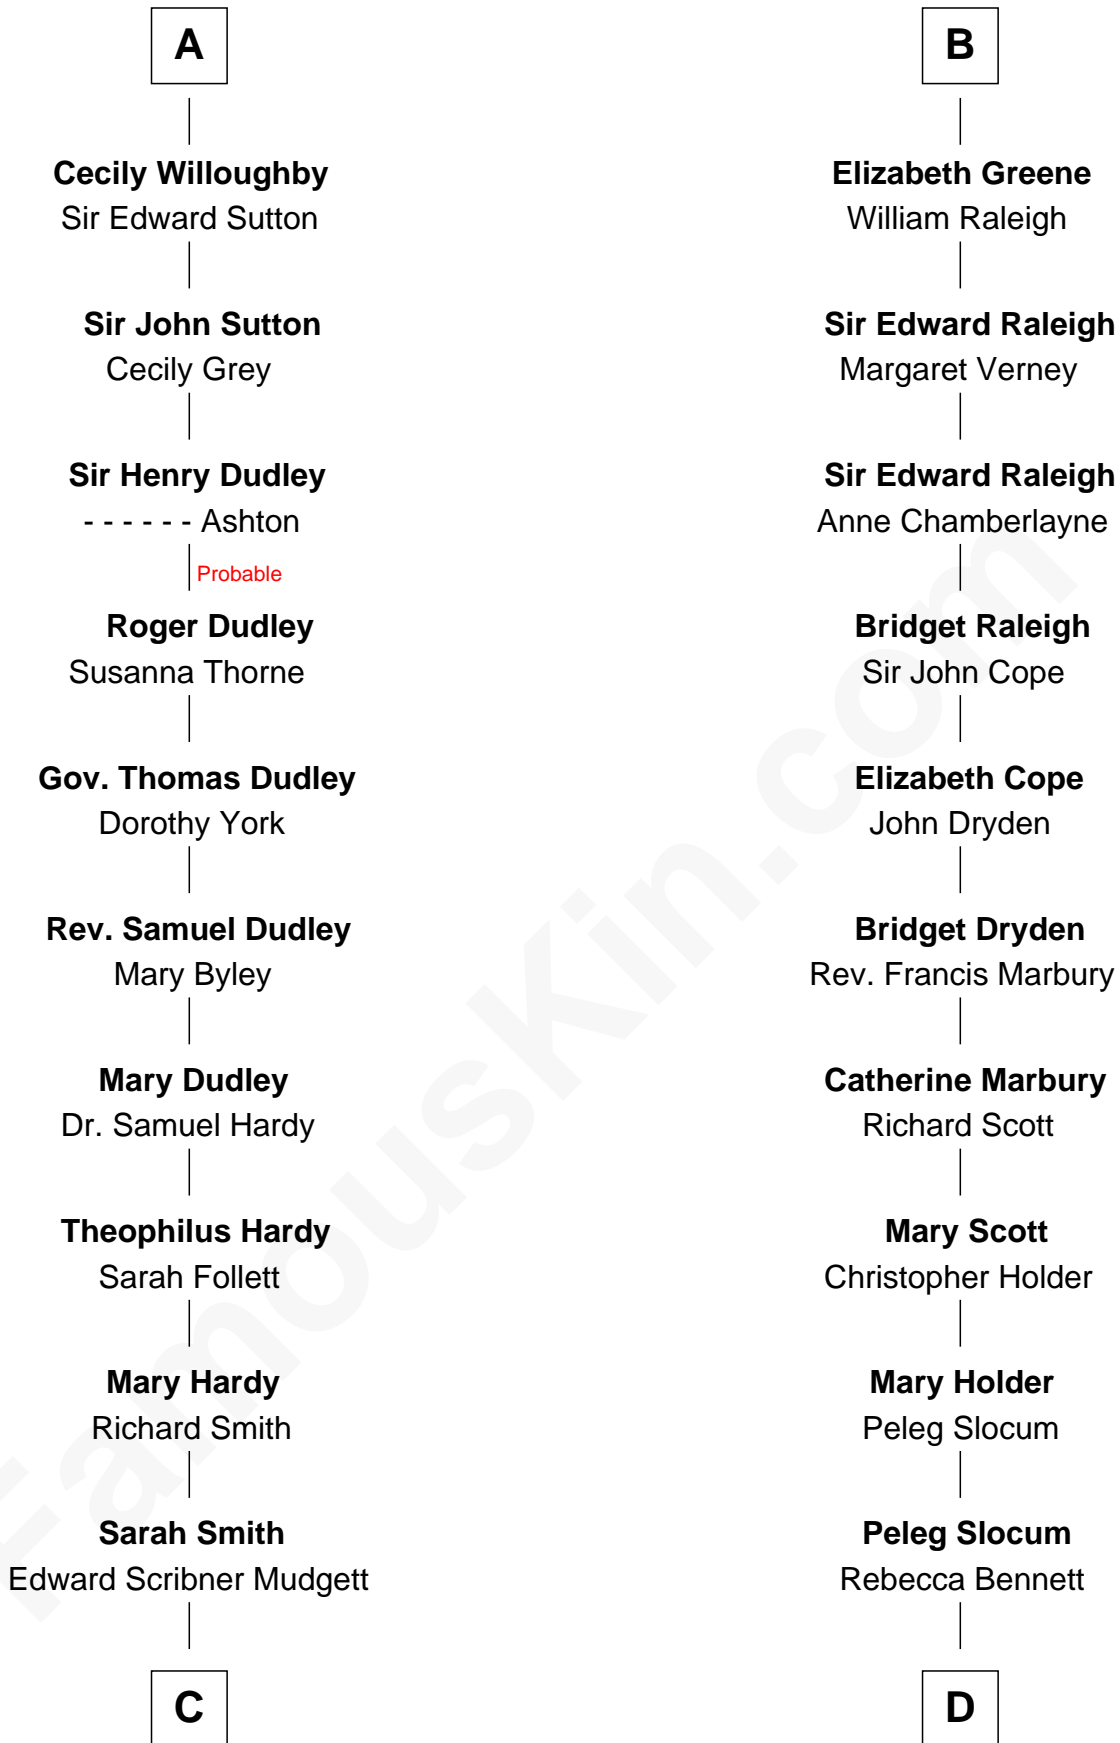 A
Cecily Willoughby
Sir Edward Sutton
Sir John Sutton
Cecily Grey
Sir Henry Dudley
- - - - - - Ashton
Probable
Roger Dudley
Susanna Thorne
Gov. Thomas Dudley
Dorothy York
Rev. Samuel Dudley
Mary Byley
Mary Dudley
Dr. Samuel Hardy
Theophilus Hardy
Sarah Follett
Mary Hardy
Richard Smith
Sarah Smith
Edward Scribner Mudgett
C
B
Elizabeth Greene
William Raleigh
Sir Edward Raleigh
Margaret Verney
Sir Edward Raleigh
Anne Chamberlayne
Bridget Raleigh
Sir John Cope
Elizabeth Cope
John Dryden
Bridget Dryden
Rev. Francis Marbury
Catherine Marbury
Richard Scott
Mary Scott
Christopher Holder
Mary Holder
Peleg Slocum
Peleg Slocum
Rebecca Bennett
D
FamousKin.com